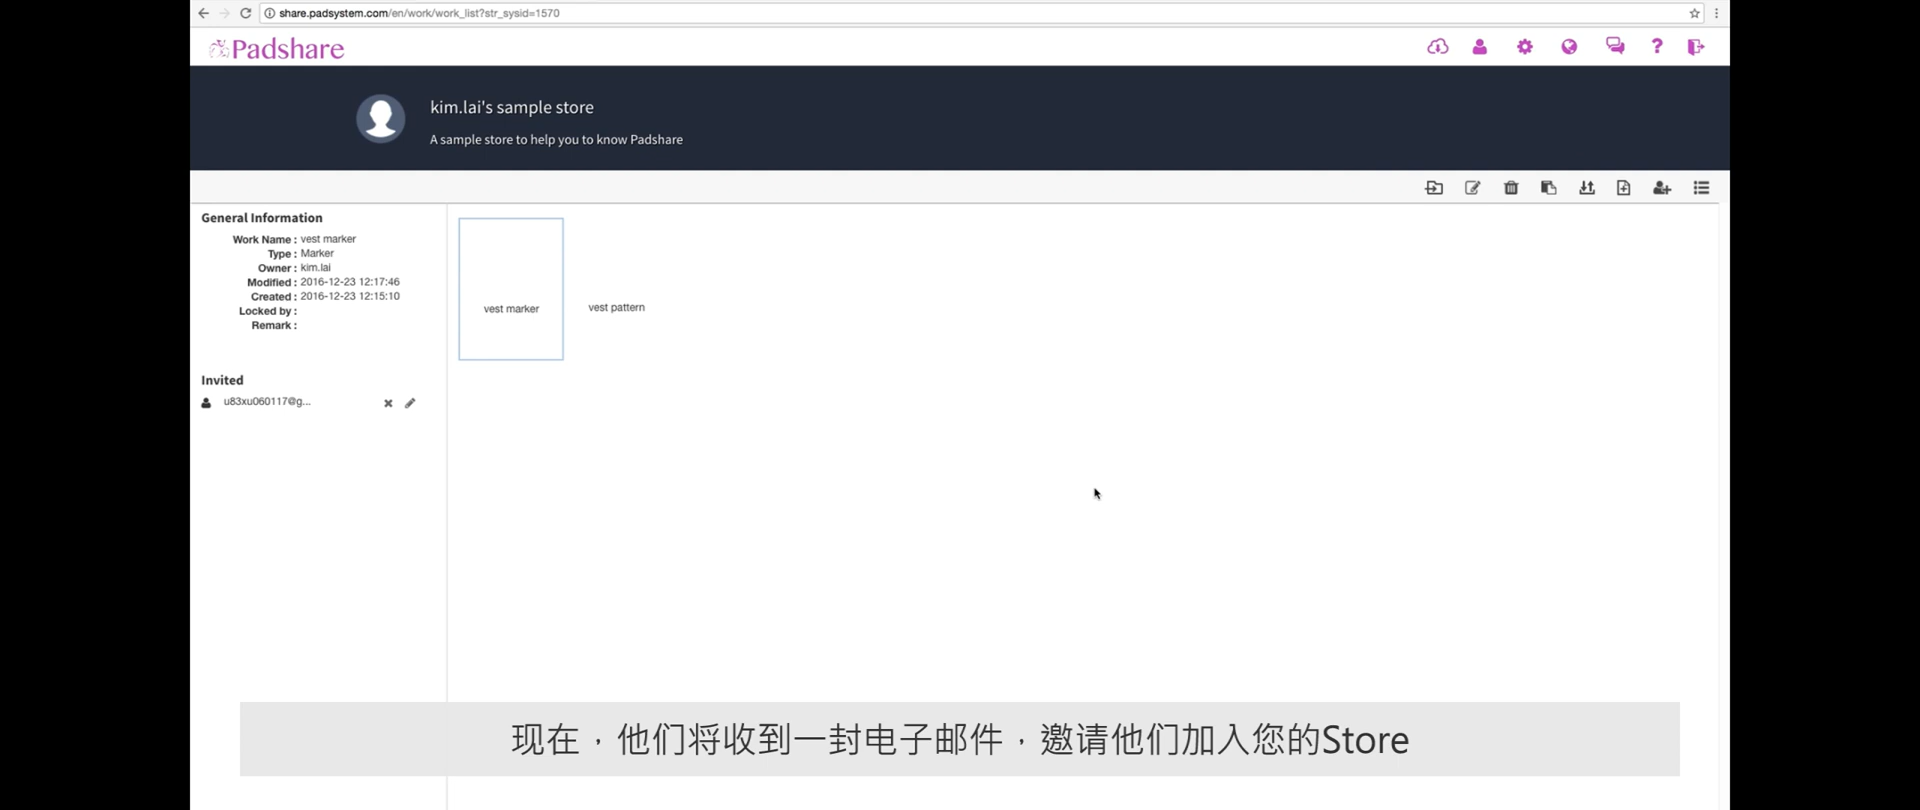 share.padsystem.com/en/work/work_list?str_sysid=1570
Padshare
kim.lai's sample store
A sample store to help you to know Padshare
General Information
Work Name : vest marker
Type : Marker
Owner : kim.lai
Modified : 2016-12-23 12:17:46
Created : 2016-12-23 12:15:10
Locked by :
Remark :
Invited
u83xu060117@g...
vest marker
vest pattern
现在，他们将收到一封电子邮件，邀请他们加入您的Store